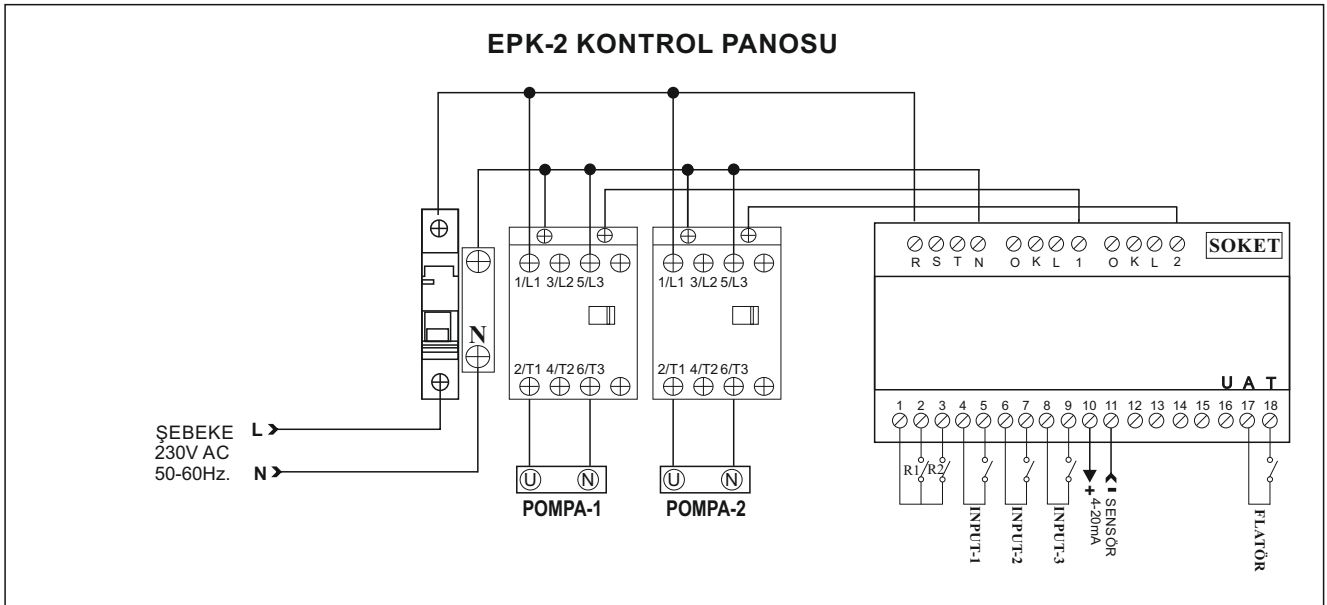 EPK-2 KONTROL PANOSU
R S T N O K L 1 O K L 2
SOKET
1/L1 3/L2 5/L3
1/L1 3/L2 5/L3
N
2/T1 4/T2 6/T3
2/T1 4/T2 6/T3
U A T
1 2 3 4 5 6 7 8 9 10 11 12 13 14 15 16 17 18
ŞEBEKE L
230V AC
50-60Hz. N
U N
POMPA-1
U N
POMPA-2
R1 R2
INPUT-1
INPUT-2
INPUT-3
+ -
4-20mA
SENSÖR
FLATÖR